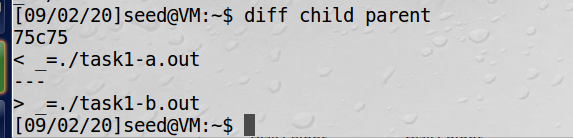 [09/02/20]seed@VM:~$ diff child parent
75c75
< _=./task1-a.out
---
> _=./task1-b.out
[09/02/20]seed@VM:~$